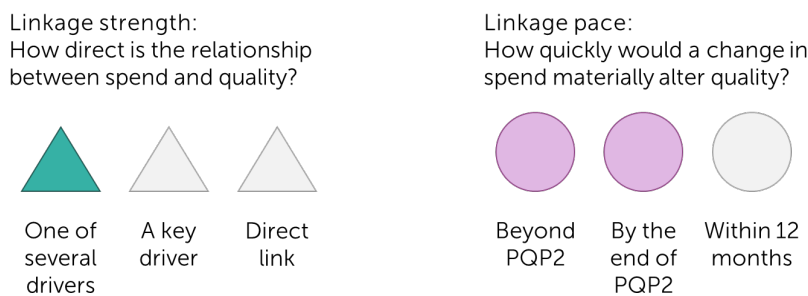 Linkage strength:
How direct is the relationship
between spend and quality?
One of
several
drivers
A key
driver
Direct
link
Linkage pace:
How quickly would a change in
spend materially alter quality?
Beyond
PQP2
By the
end of
PQP2
Within 12
months